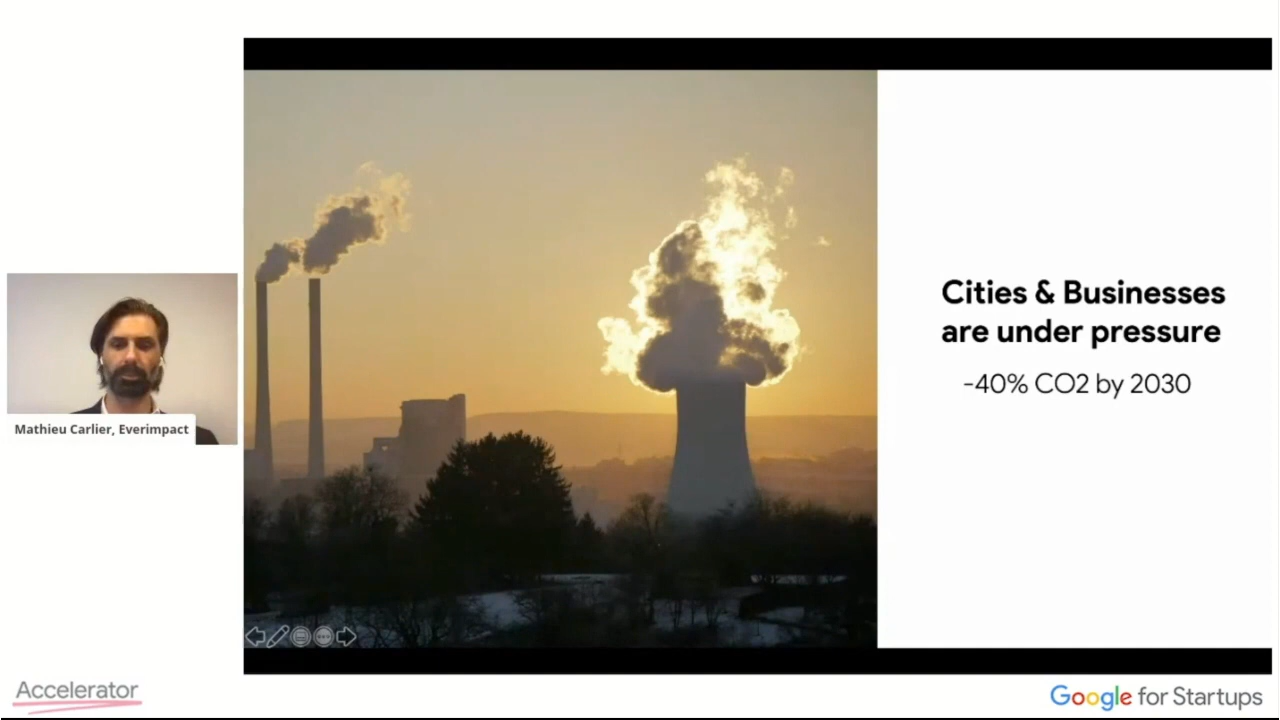 Cities & Businesses
are under pressure
-40% CO2 by 2030
Mathieu Carlier, Everimpact
Accelerator
Google for Startups